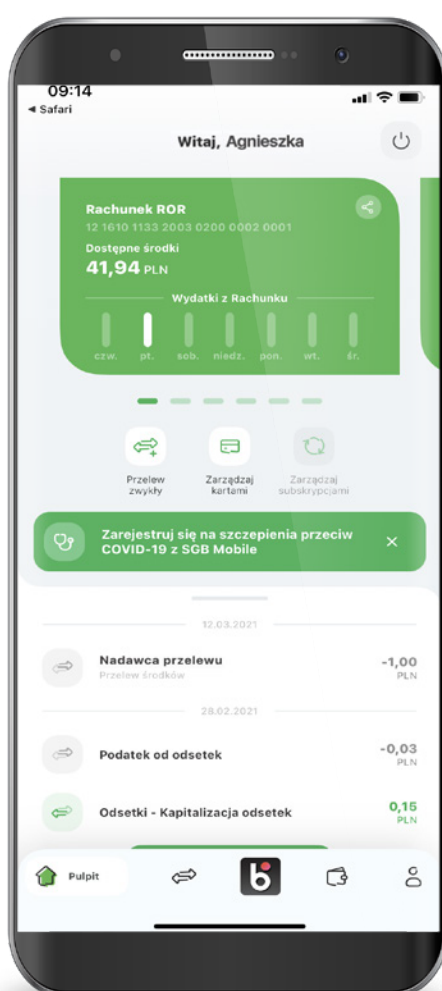 09:14
◄ Safari
Witaj, Agnieszka
Rachunek ROR
12 1610 1133 2003 0200 0002 0001
Dostępne środki
41,94 PLN
Wydatki z Rachunku
czw. pt. sob. niedz. pon. wt. śr.
Przelew
zwykły
Zarządzaj
kartami
Zarządzaj
subskrypcjami
Zarejestruj się na szczepienia przeciw
COVID-19 z SGB Mobile
12.03.2021
Nadawca przelewu
Przelew środków
-1,00
PLN
28.02.2021
Podatek od odsetek
-0,03
PLN
Odsetki - Kapitalizacja odsetek
0,15
PLN
Pulpit
b